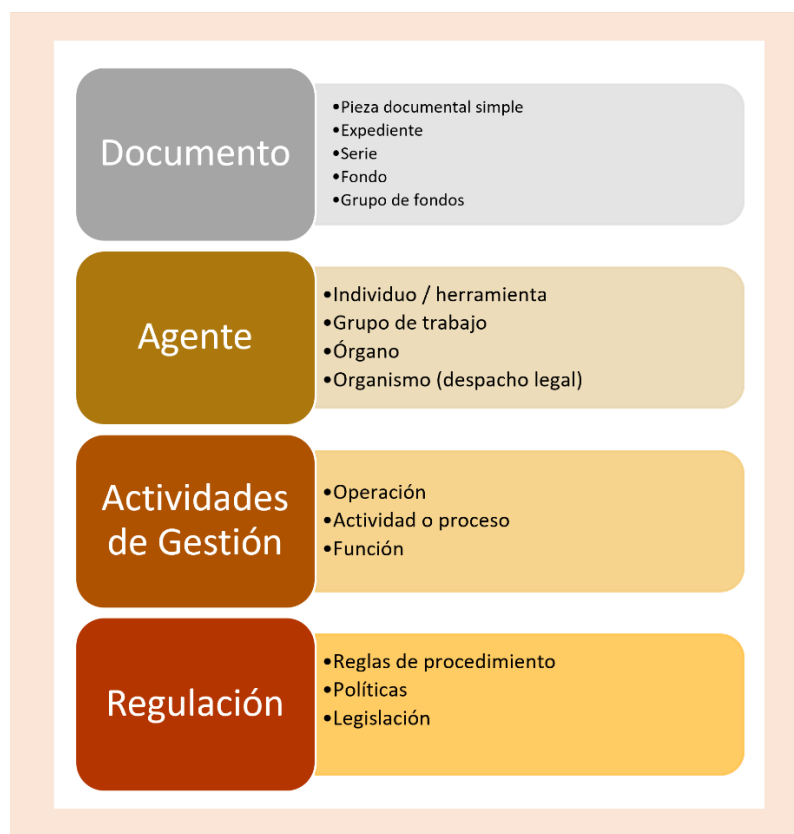 Documento
•Pieza documental simple
•Expediente
•Serie
•Fondo
•Grupo de fondos
Agente
•Individuo / herramienta
•Grupo de trabajo
•Órgano
•Organismo (despacho legal)
Actividades
de Gestión
•Operación
•Actividad o proceso
•Función
Regulación
•Reglas de procedimiento
•Políticas
•Legislación